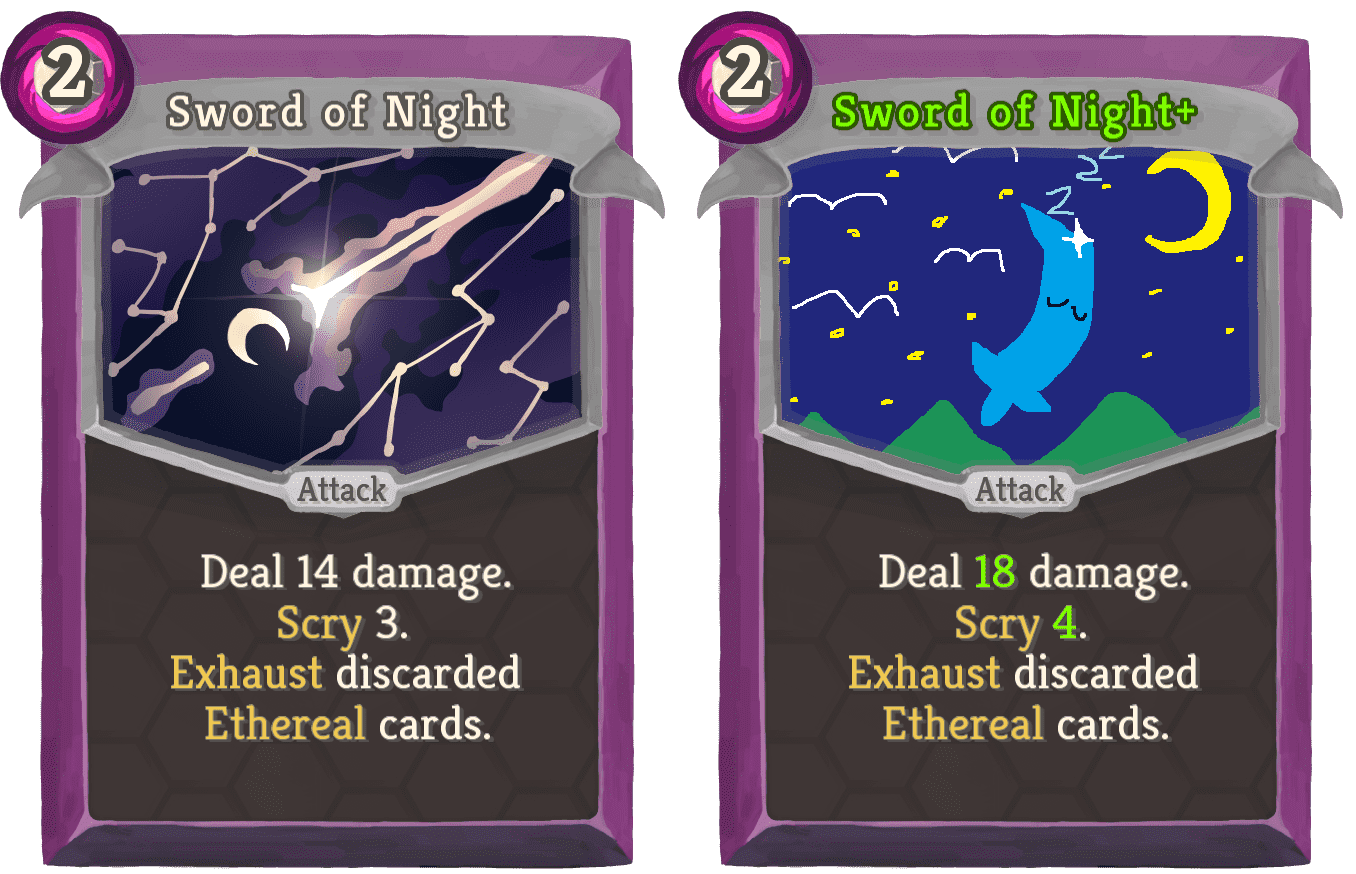 2
Sword of Night
Attack
Deal 14 damage.
Scry 3.
Exhaust discarded
Ethereal cards.
2
Sword of Night+
z z z
Attack
Deal 18 damage.
Scry 4.
Exhaust discarded
Ethereal cards.